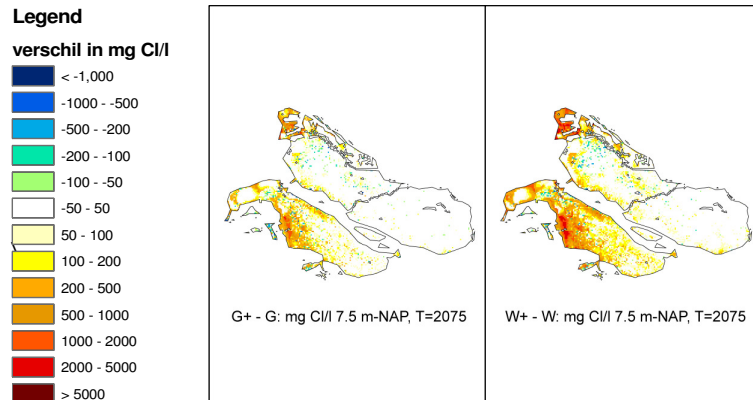 Legend
verschil in mg Cl/l
< -1,000
-1000 - -500
-500 - -200
-200 - -100
-100 - -50
-50 - 50
50 - 100
100 - 200
200 - 500
500 - 1000
1000 - 2000
2000 - 5000
> 5000
G+ - G: mg Cl/l 7.5 m-NAP, T=2075
W+ - W: mg Cl/l 7.5 m-NAP, T=2075